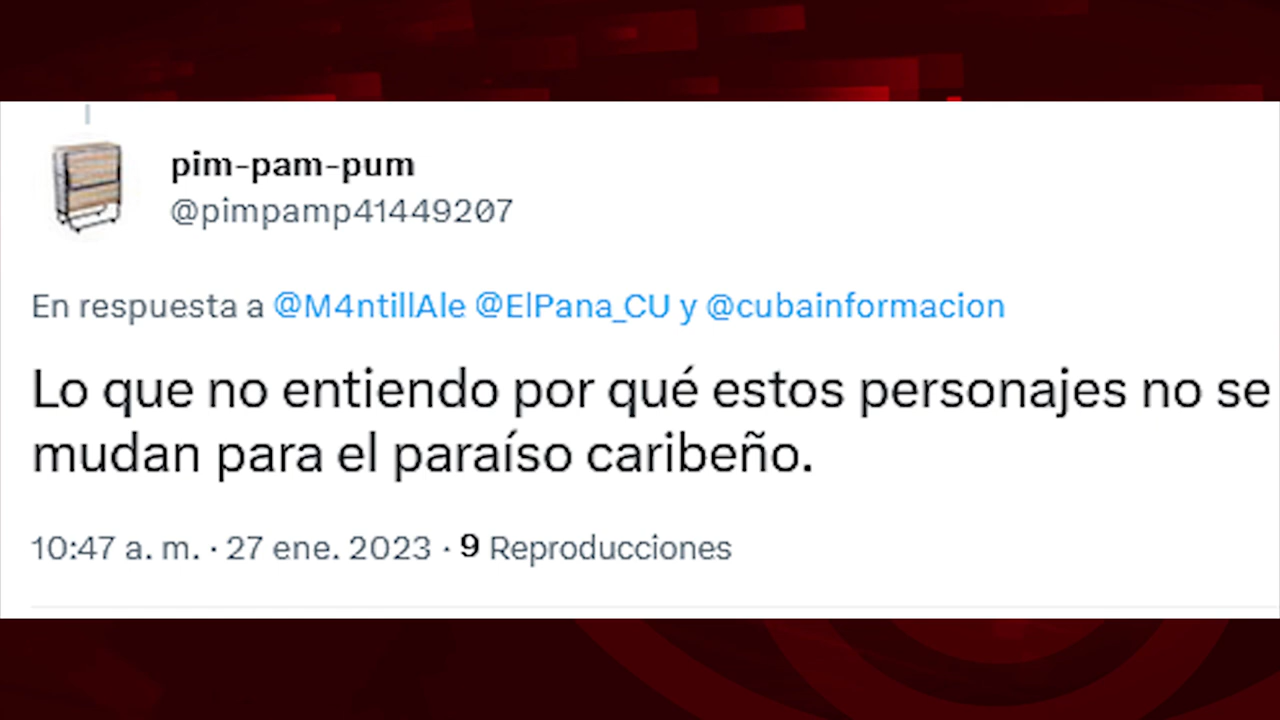 pim-pam-pum
@pimpamp41449207
En respuesta a @M4ntillAle @ElPana_CU y @cubainformacion
Lo que no entiendo por qué estos personajes no se
mudan para el paraíso caribeño.
10:47 a. m. · 27 ene. 2023 · 9 Reproducciones